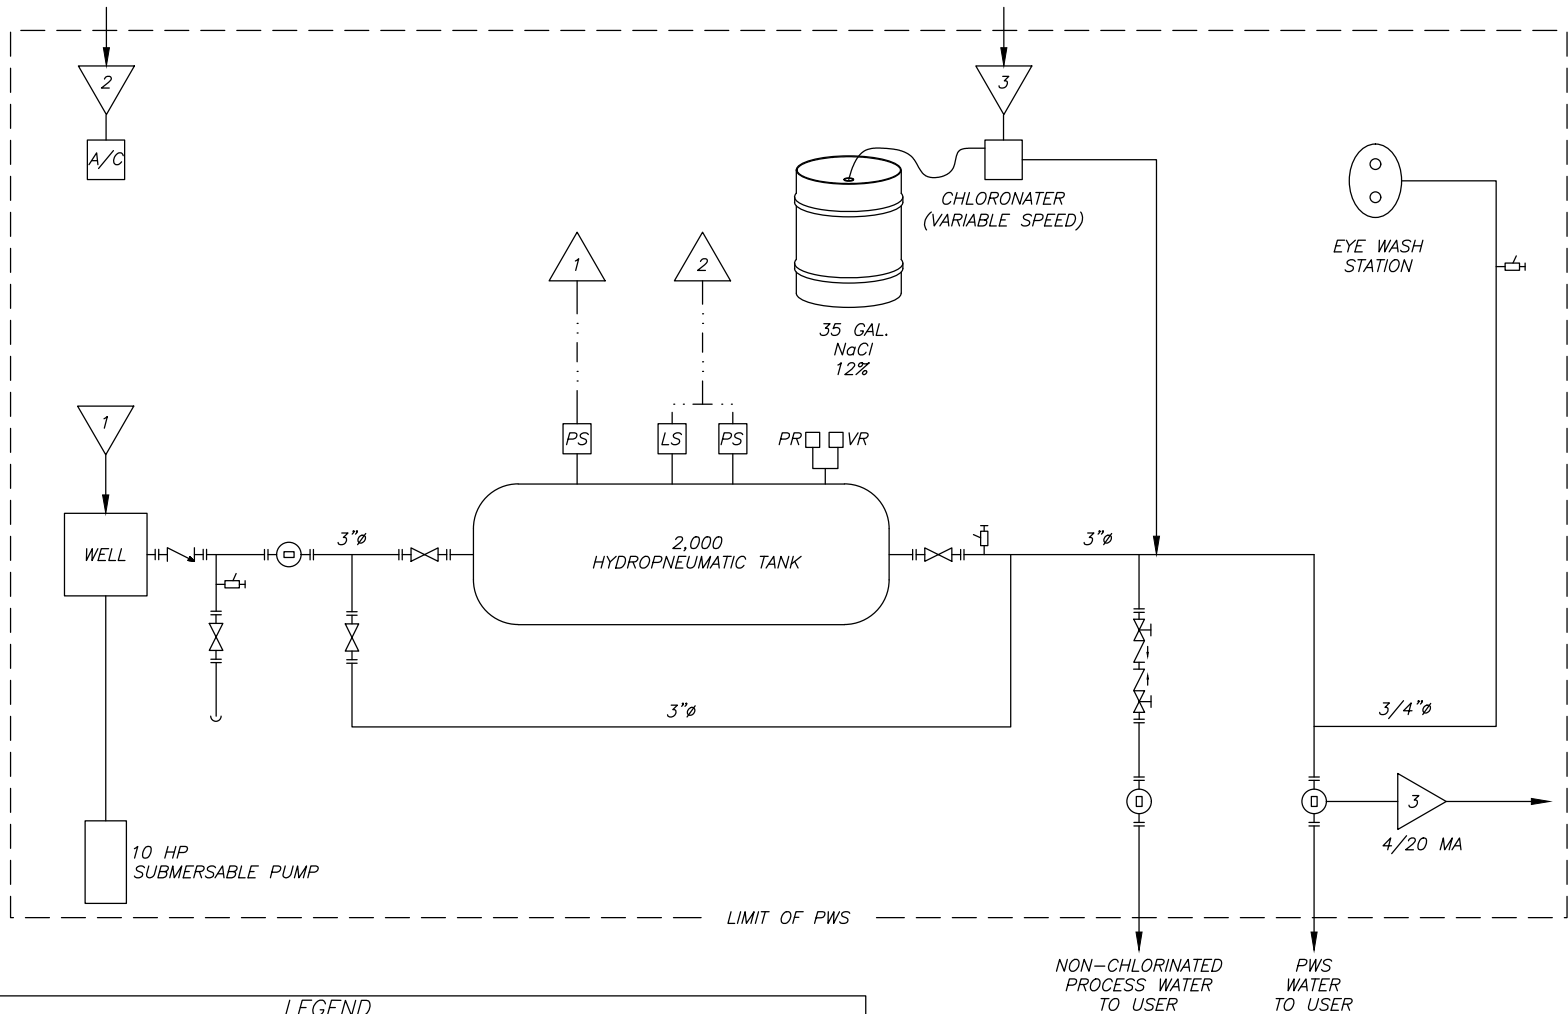 2
3
A/C
CHLORONATER
(VARIABLE SPEED)
EYE WASH
STATION
1
2
35 GAL.
NaCl
12%
1
PS
LS
PS
PR
VR
WELL
3"ø
2,000
HYDROPNEUMATIC TANK
3"ø
3"ø
3/4"ø
3
4/20 MA
10 HP
SUBMERSABLE PUMP
LIMIT OF PWS
NON-CHLORINATED
PROCESS WATER
TO USER
PWS
WATER
TO USER
LEGEND